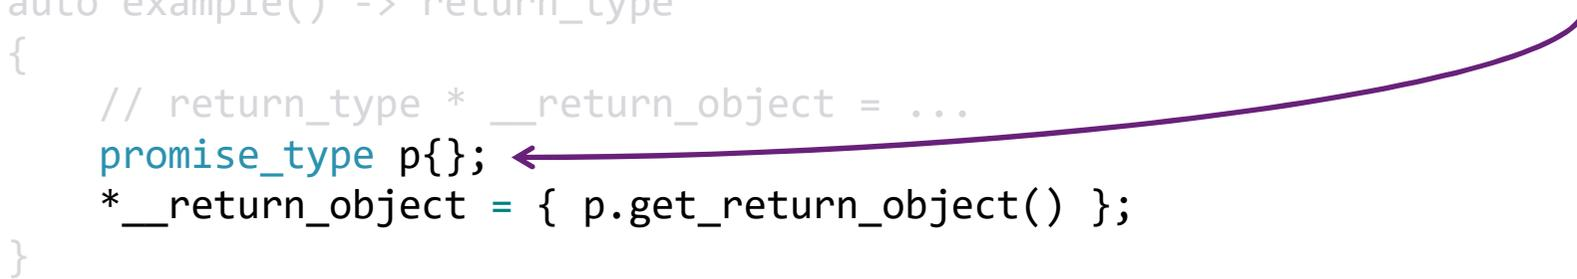 auto example() -> return_type
{
    // return_type * __return_object = ...
    promise_type p{};
    *__return_object = { p.get_return_object() };
}